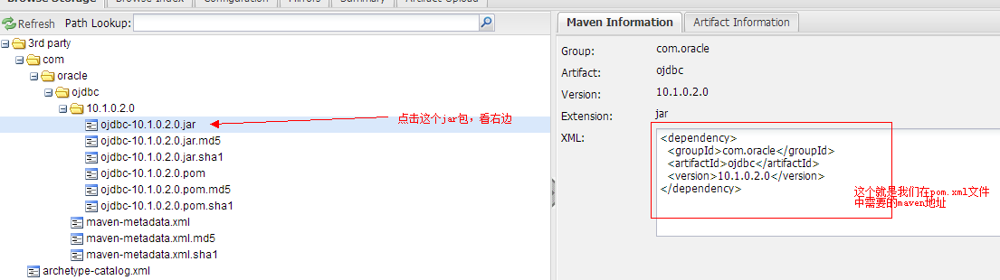 Browse Storage Browse Index Configuration Mirrors Summary Artifact Upload
Refresh Path Lookup:
3rd party
com
oracle
ojdbc
10.1.0.2.0
ojdbc-10.1.0.2.0.jar
点击这个jar包，看右边
ojdbc-10.1.0.2.0.jar.md5
ojdbc-10.1.0.2.0.jar.sha1
ojdbc-10.1.0.2.0.pom
ojdbc-10.1.0.2.0.pom.md5
ojdbc-10.1.0.2.0.pom.sha1
maven-metadata.xml
maven-metadata.xml.md5
maven-metadata.xml.sha1
archetype-catalog.xml
Maven Information Artifact Information
Group: com.oracle
Artifact: ojdbc
Version: 10.1.0.2.0
Extension: jar
XML:
<dependency>
<groupId>com.oracle</groupId>
<artifactId>ojdbc</artifactId>
<version>10.1.0.2.0</version>
</dependency>
这个就是我们在pom.xml文件
中需要的maven地址